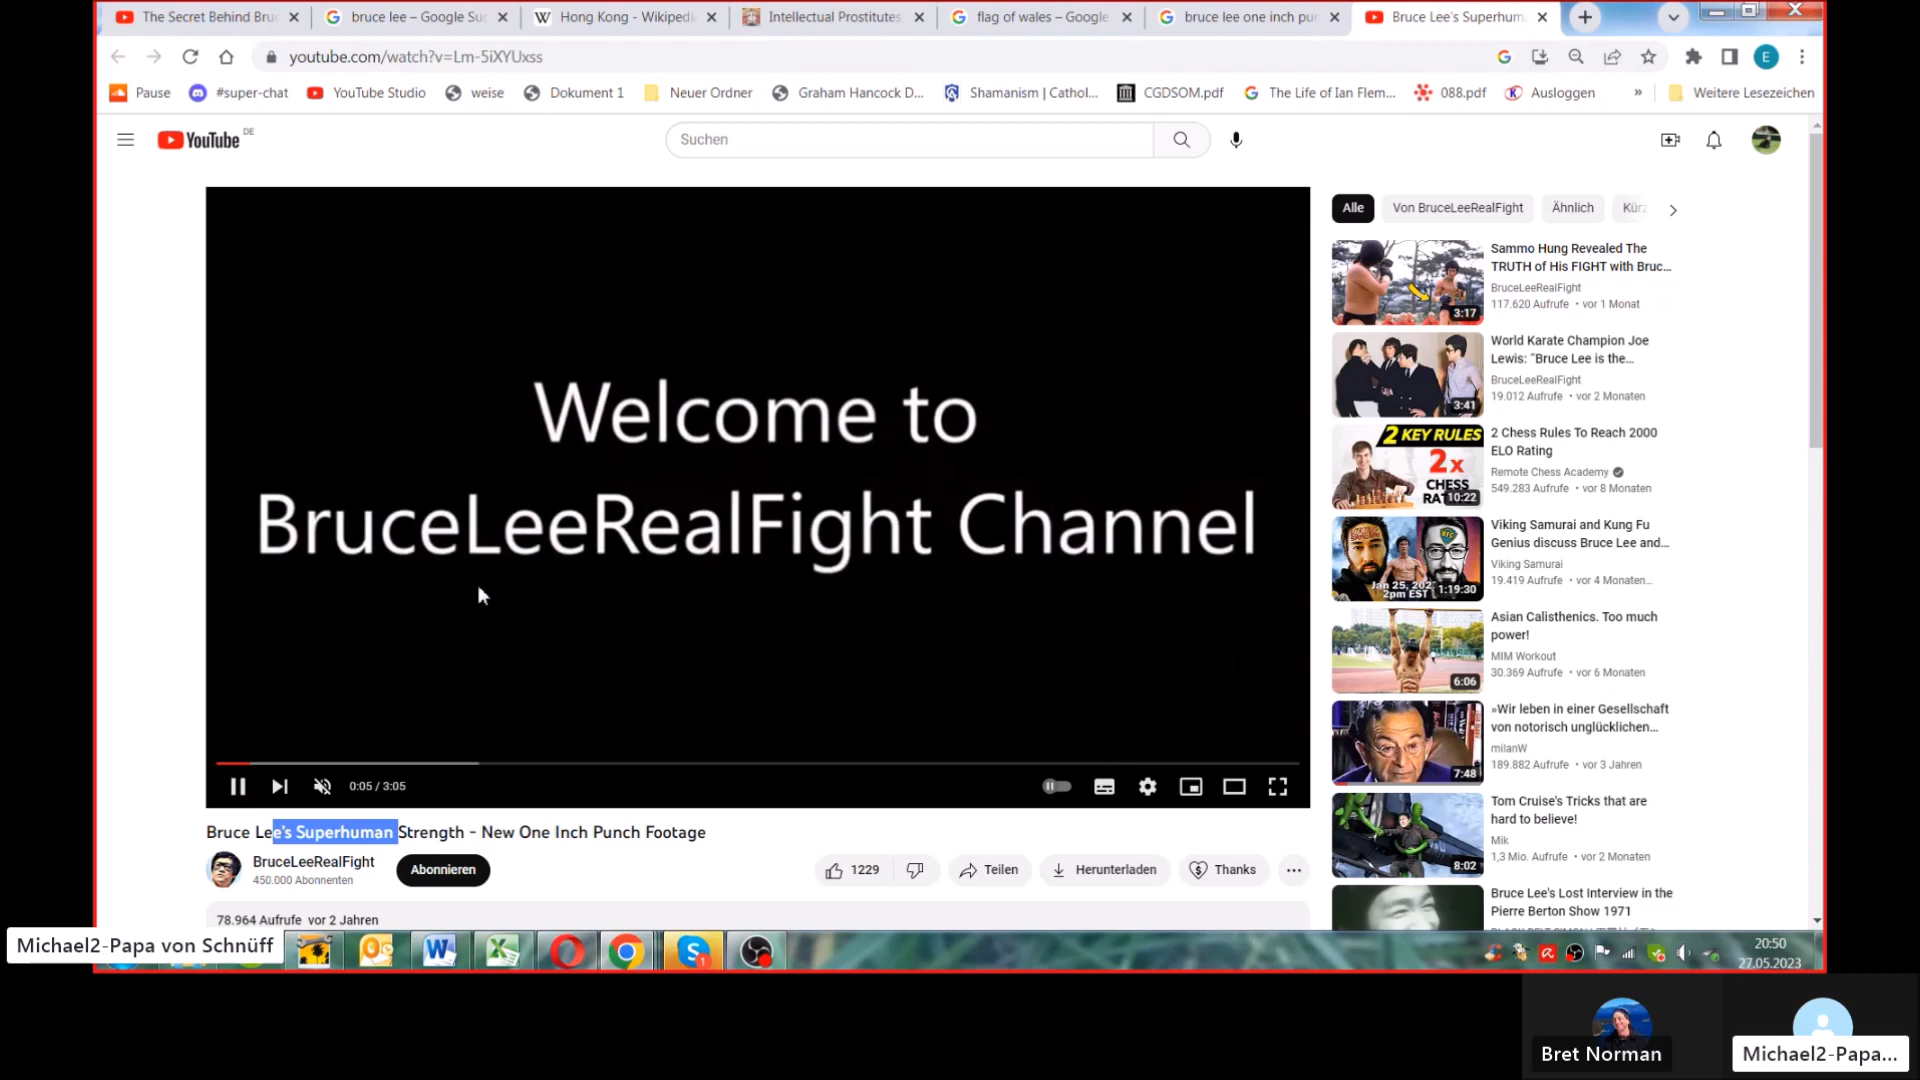 The Secret Behind Bruc
bruce lee – Google Suc
Hong Kong - Wikipedi
Intellectual Prostitutes
flag of wales – Google
bruce lee one inch pun
Bruce Lee's Superhum
youtube.com/watch?v=Lm-5iXYUxss
E
Pause
#super-chat
YouTube Studio
weise
Dokument 1
Neuer Ordner
Graham Hancock D...
Shamanism | Cathol...
CGDSOM.pdf
The Life of Ian Flem...
088.pdf
Ausloggen
»
Weitere Lesezeichen
YouTube DE
Suchen
Welcome to
BruceLeeRealFight Channel
0:05 / 3:05
Bruce Lee's Superhuman Strength - New One Inch Punch Footage
BruceLeeRealFight
450.000 Abonnenten
Abonnieren
1229
Teilen
Herunterladen
Thanks
78.964 Aufrufe vor 2 Jahren
Alle
Von BruceLeeRealFight
Ähnlich
Kürz
Sammo Hung Revealed The
TRUTH of His FIGHT with Bruc...
BruceLeeRealFight
117.620 Aufrufe • vor 1 Monat
3:17
World Karate Champion Joe
Lewis: "Bruce Lee is the...
BruceLeeRealFight
19.012 Aufrufe • vor 2 Monaten
3:41
2 KEY RULES
2x
CHESS
RAT
10:22
2 Chess Rules To Reach 2000
ELO Rating
Remote Chess Academy
549.283 Aufrufe • vor 8 Monaten
Jan 25, 202
2pm EST
1:19:30
Viking Samurai and Kung Fu
Genius discuss Bruce Lee and...
Viking Samurai
19.419 Aufrufe • vor 4 Monaten...
Asian Calisthenics. Too much
power!
MIM Workout
30.369 Aufrufe • vor 6 Monaten
6:06
»Wir leben in einer Gesellschaft
von notorisch unglücklichen...
milanW
189.882 Aufrufe • vor 3 Jahren
7:48
Tom Cruise's Tricks that are
hard to believe!
Mik
1,3 Mio. Aufrufe • vor 2 Monaten
8:02
Bruce Lee's Lost Interview in the
Pierre Berton Show 1971
Michael2-Papa von Schnüff
20:50
27.05.2023
Bret Norman
Michael2-Papa...